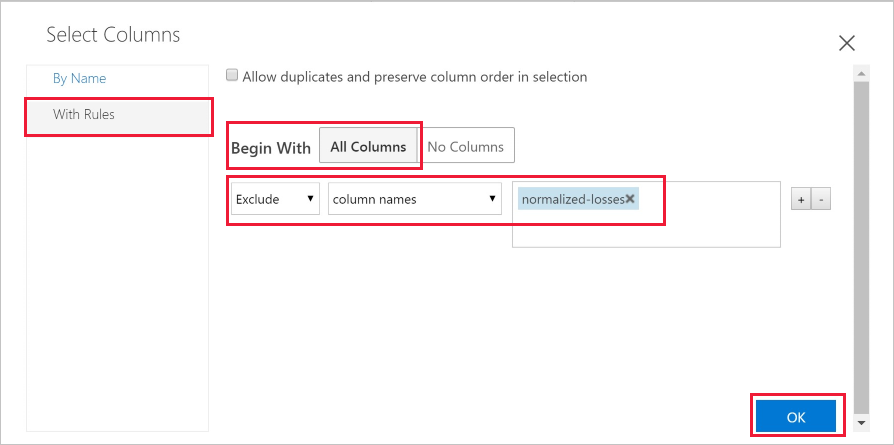 Select Columns
By Name
With Rules
Allow duplicates and preserve column order in selection
Begin With All Columns No Columns
Exclude column names normalized-losses + -
OK